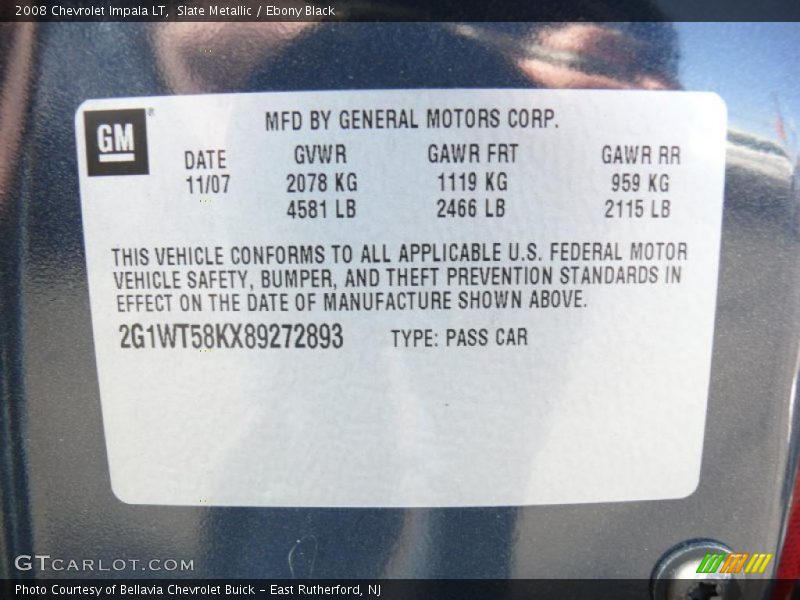 2008 Chevrolet Impala LT, Slate Metallic / Ebony Black
GM®
MFD BY GENERAL MOTORS CORP.
DATE GVWR GAWR FRT GAWR RR
11/07 2078 KG 1119 KG 959 KG
4581 LB 2466 LB 2115 LB
THIS VEHICLE CONFORMS TO ALL APPLICABLE U.S. FEDERAL MOTOR
VEHICLE SAFETY, BUMPER, AND THEFT PREVENTION STANDARDS IN
EFFECT ON THE DATE OF MANUFACTURE SHOWN ABOVE.
2G1WT58KX89272893 TYPE: PASS CAR
GTCARLOT.COM
Photo Courtesy of Bellavia Chevrolet Buick - East Rutherford, NJ